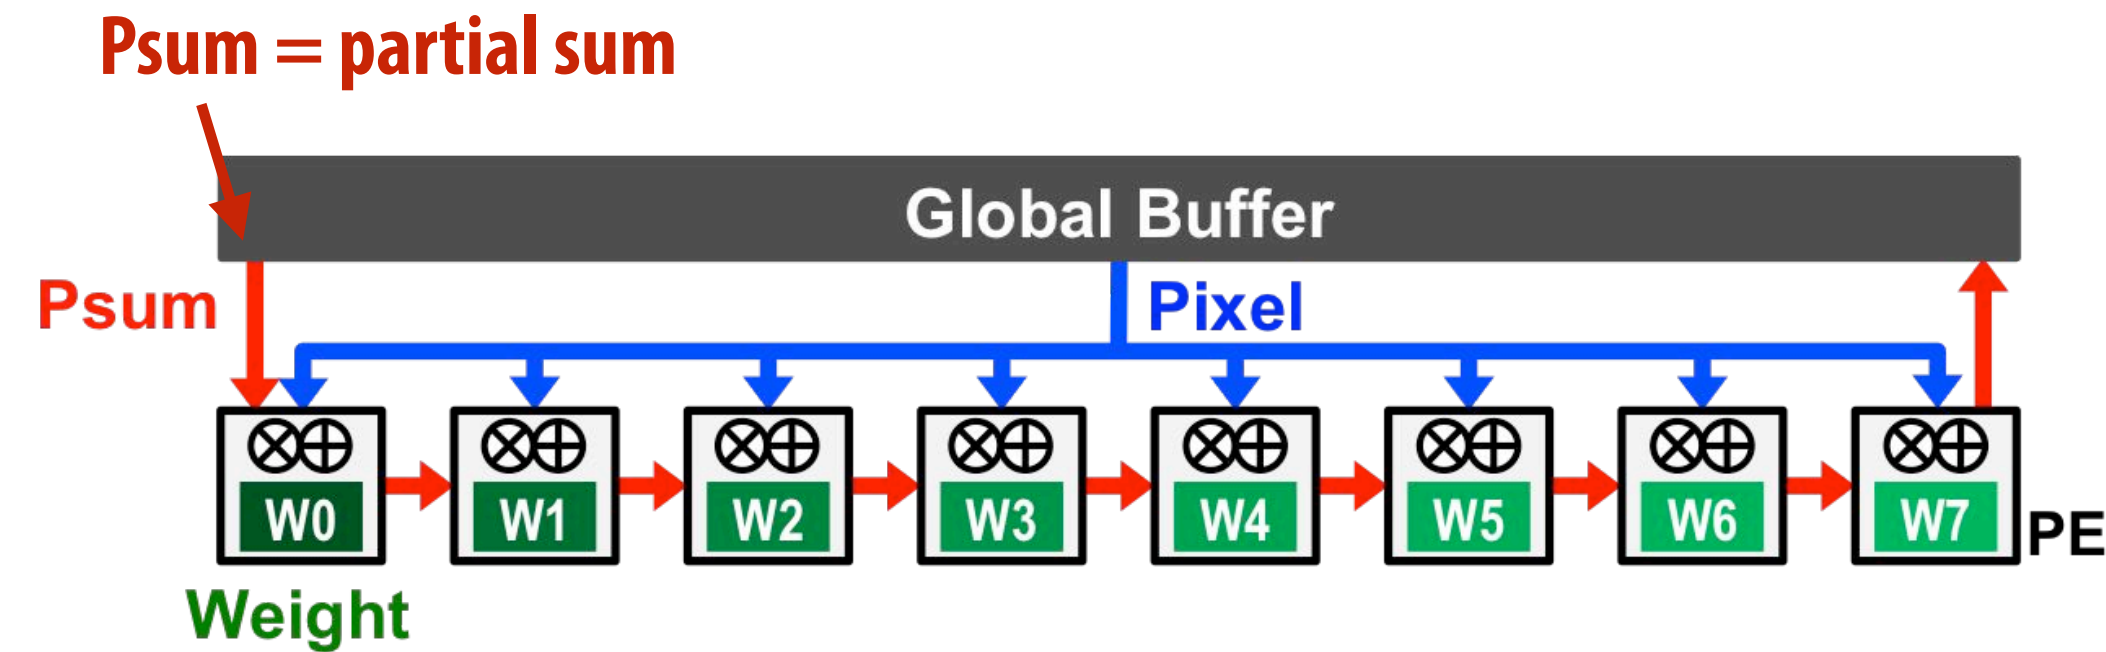 Psum = partial sum
Global Buffer
Psum
Pixel
W0 W1 W2 W3 W4 W5 W6 W7
PE
Weight